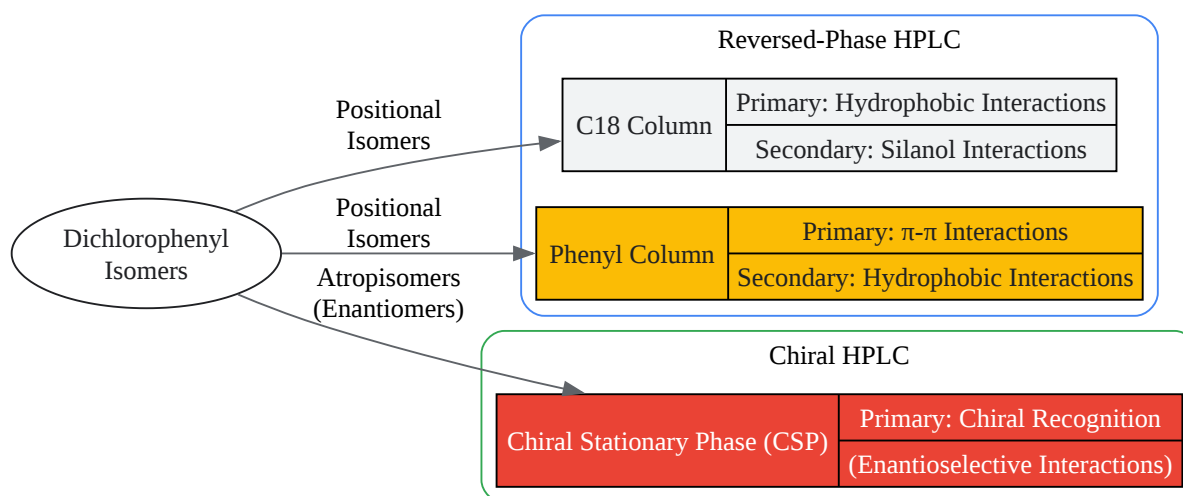 Reversed-Phase HPLC
C18 Column
Primary: Hydrophobic Interactions
Secondary: Silanol Interactions
Positional
Isomers
Dichlorophenyl
Isomers
Positional
Isomers
Phenyl Column
Primary: π-π Interactions
Secondary: Hydrophobic Interactions
Atropisomers
(Enantiomers)
Chiral HPLC
Chiral Stationary Phase (CSP)
Primary: Chiral Recognition
(Enantioselective Interactions)